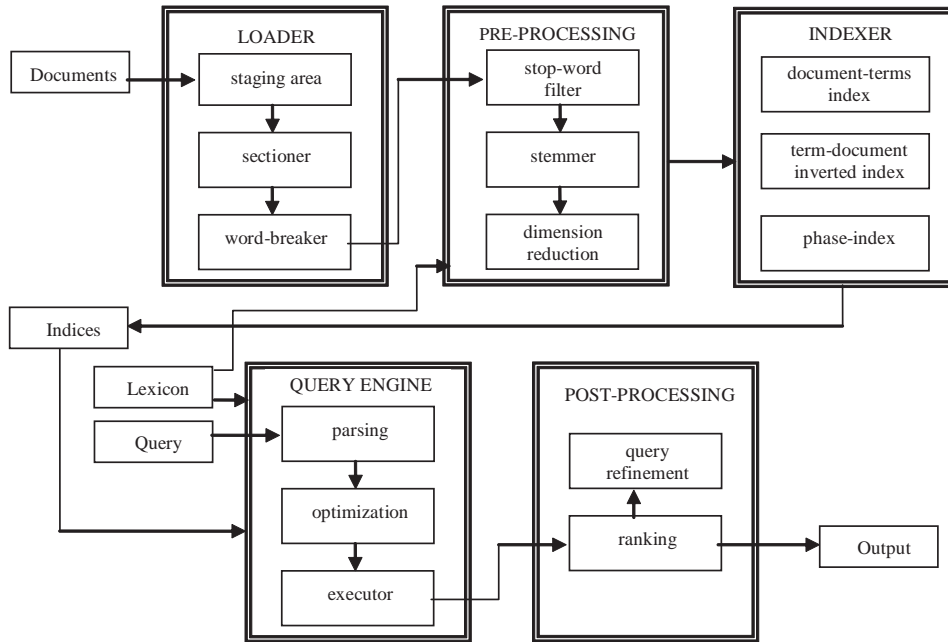 LOADER
PRE-PROCESSING
INDEXER
Documents
staging area
sectioner
word-breaker
stop-word
filter
stemmer
dimension
reduction
document-terms
index
term-document
inverted index
phase-index
Indices
Lexicon
Query
QUERY ENGINE
parsing
optimization
executor
POST-PROCESSING
query
refinement
ranking
Output